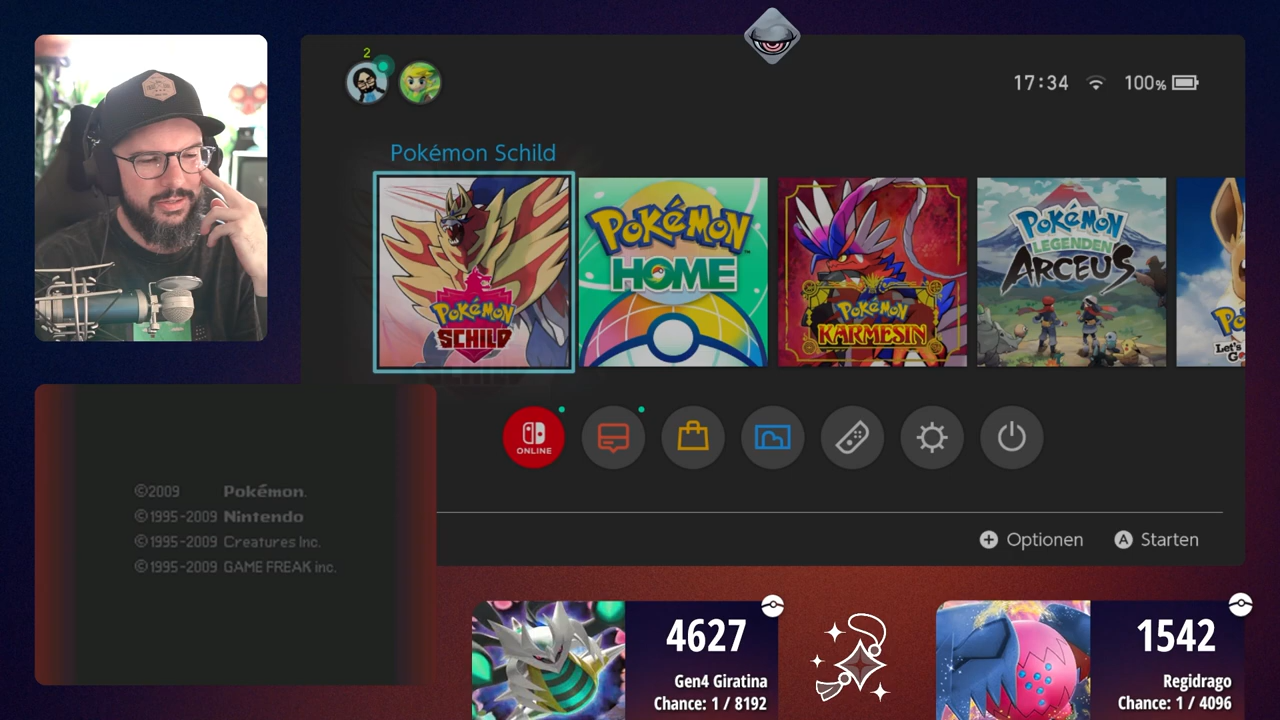 2
17:34
100%
Pokémon Schild
POKÉMON
SCHILD
POKÉMON
HOME
POKÉMON
KARMESIN
POKÉMON
LEGENDEN
ARCEUS
Let's
ONLINE
©2009 Pokémon.
©1995-2009 Nintendo
©1995-2009 Creatures Inc.
©1995-2009 GAME FREAK inc.
Optionen
A Starten
4627
Gen4 Giratina
Chance: 1 / 8192
1542
Regidrago
Chance: 1 / 4096